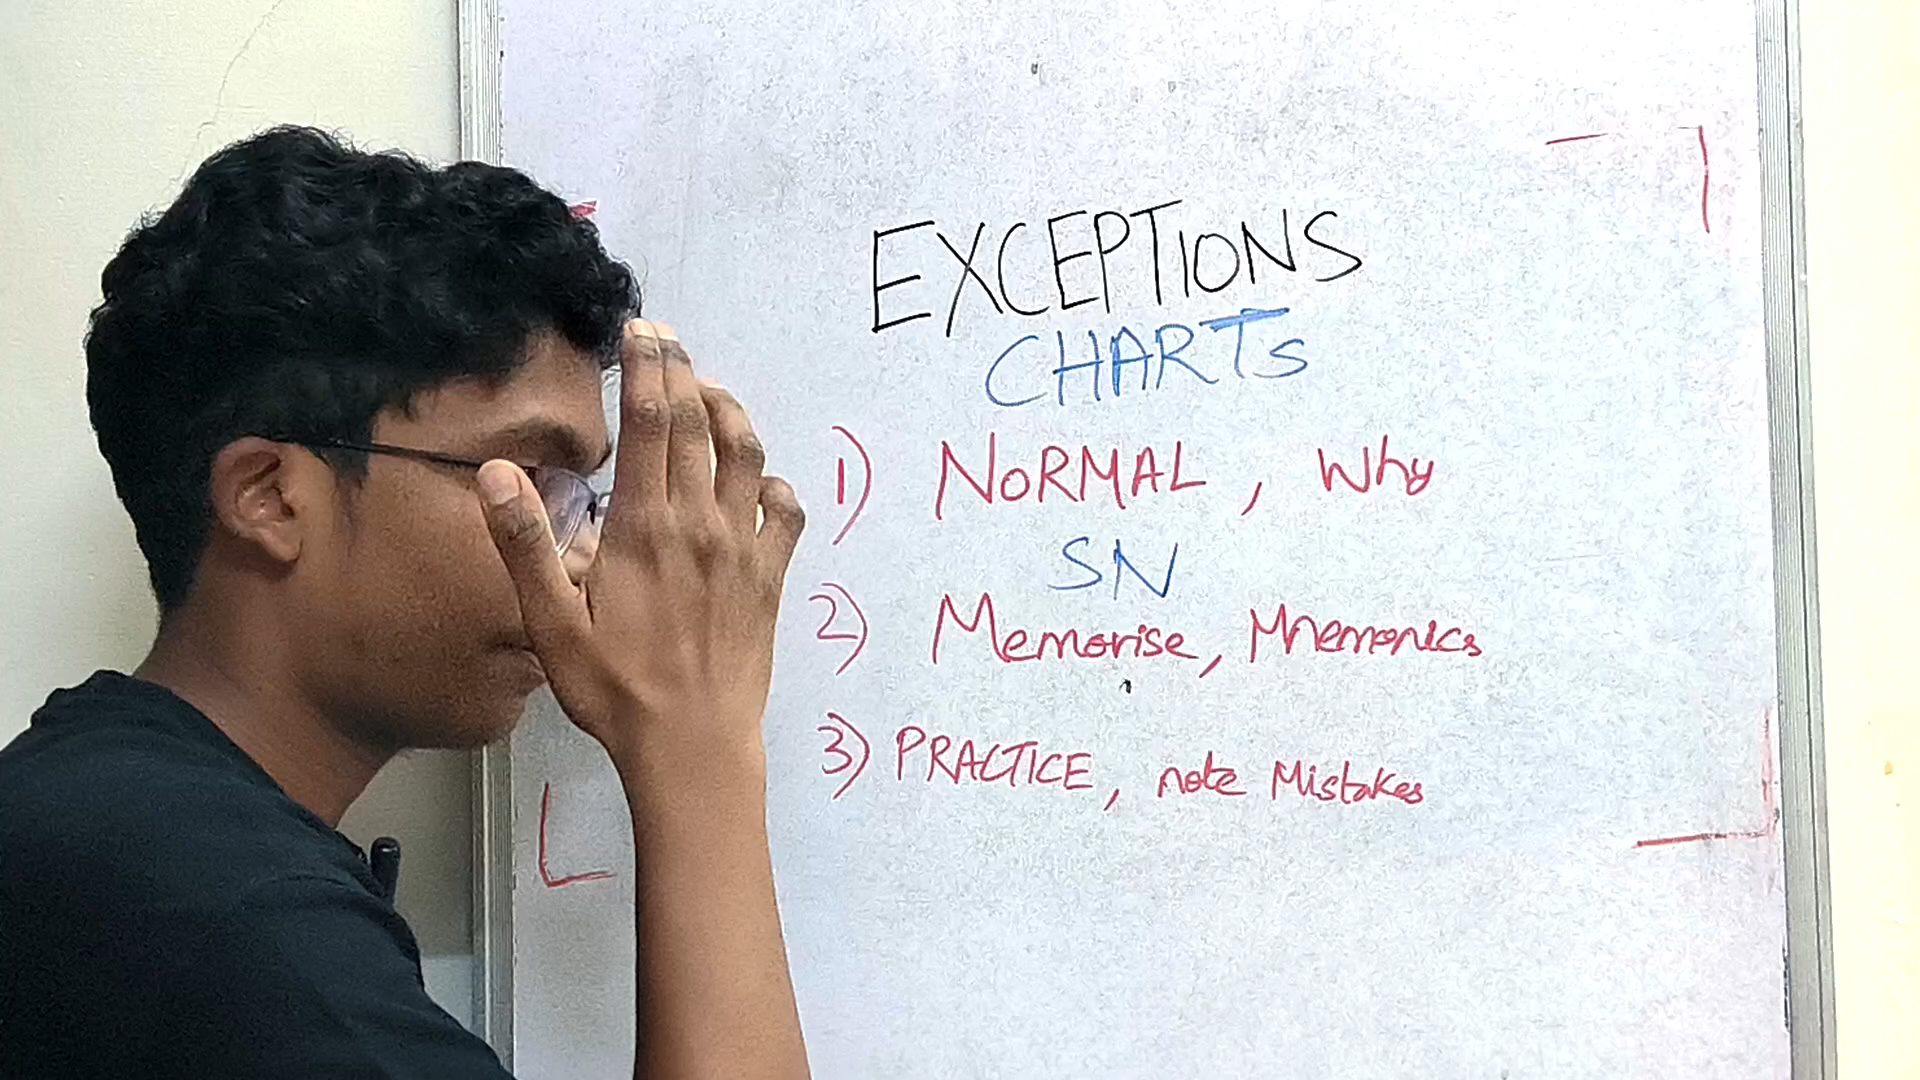 EXCEPTIONS
CHARTS
1) NORMAL, Why
SN
2) Memorise, Mnemonics
3) PRACTICE, note Mistakes